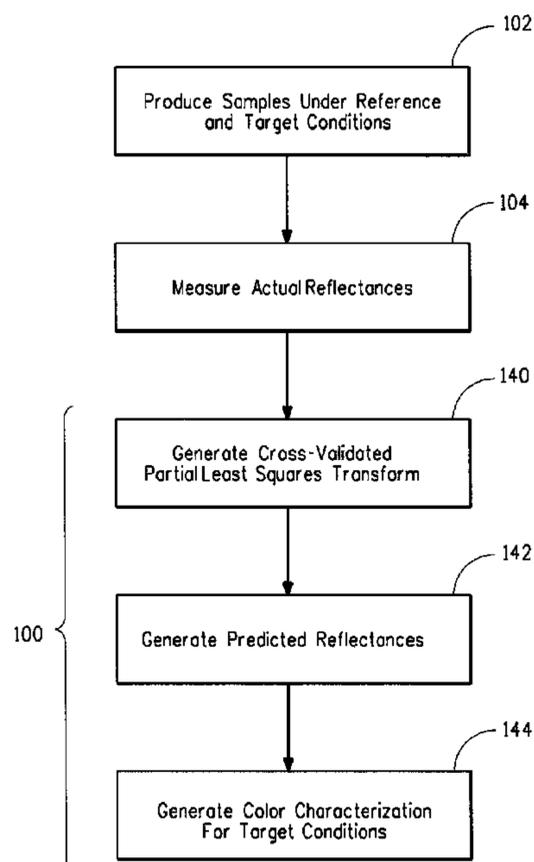 102
Produce Samples Under Reference
and Target Conditions
104
Measure Actual Reflectances
140
Generate Cross-Validated
Partial Least Squares Transform
142
100
Generate Predicted Reflectances
144
Generate Color Characterization
For Target Conditions